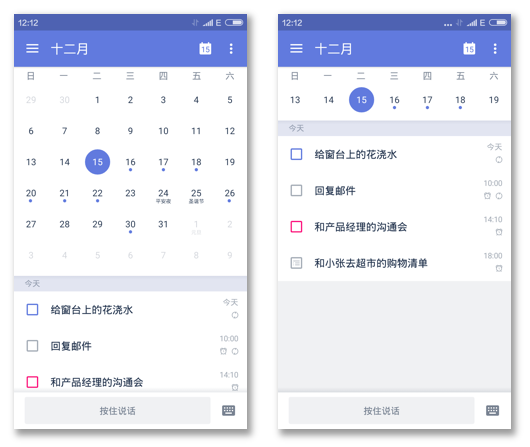 12:12
E
十二月
15
日 一 二 三 四 五 六
29 30 1 2 3 4 5
6 7 8 9 10 11 12
13 14 15 16 17 18 19
20 21 22 23 24 25 26
平安夜 圣诞节
27 28 29 30 31 1 2
3 4 5 6 7 8 9
今天
给窗台上的花浇水
今天
回复邮件
10:00
和产品经理的沟通会
14:10
按住说话
12:12
... E
十二月
15
日 一 二 三 四 五 六
13 14 15 16 17 18 19
今天
给窗台上的花浇水
今天
回复邮件
10:00
和产品经理的沟通会
14:10
和小张去超市的购物清单
18:00
按住说话